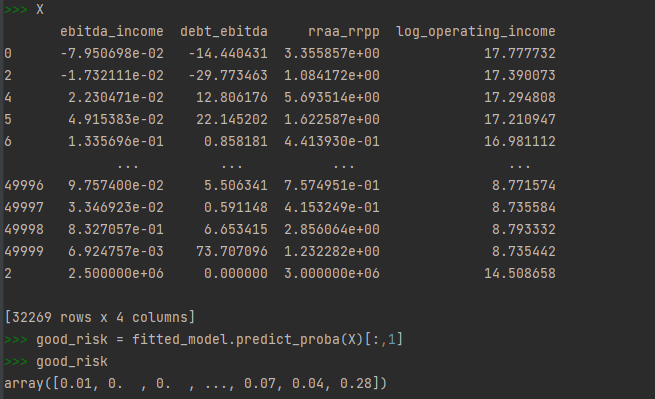 >>> X
       ebitda_income  debt_ebitda     rraa_rrpp  log_operating_income
0      -7.950698e-02   -14.440431  3.355857e+00             17.777732
2      -1.732111e-02   -29.773463  1.084172e+00             17.390073
4       2.230471e-02    12.806176  5.693514e+00             17.294808
5       4.915383e-02    22.145202  1.622587e+00             17.210947
6       1.335696e-01     0.858181  4.413930e-01             16.981112
...              ...          ...           ...
49996   9.757400e-02     5.506341  7.574951e-01              8.771574
49997   3.346923e-02     0.591148  4.153249e-01              8.735584
49998   8.327057e-01     6.653415  2.856064e+00              8.793332
49999   6.924757e-03    73.707096  1.232282e+00              8.735442
2       2.500000e+06     0.000000  3.000000e+06             14.508658
[32269 rows x 4 columns]
>>> good_risk = fitted_model.predict_proba(X)[:,1]
>>> good_risk
array([0.01, 0.  , 0.  , ..., 0.07, 0.04, 0.28])